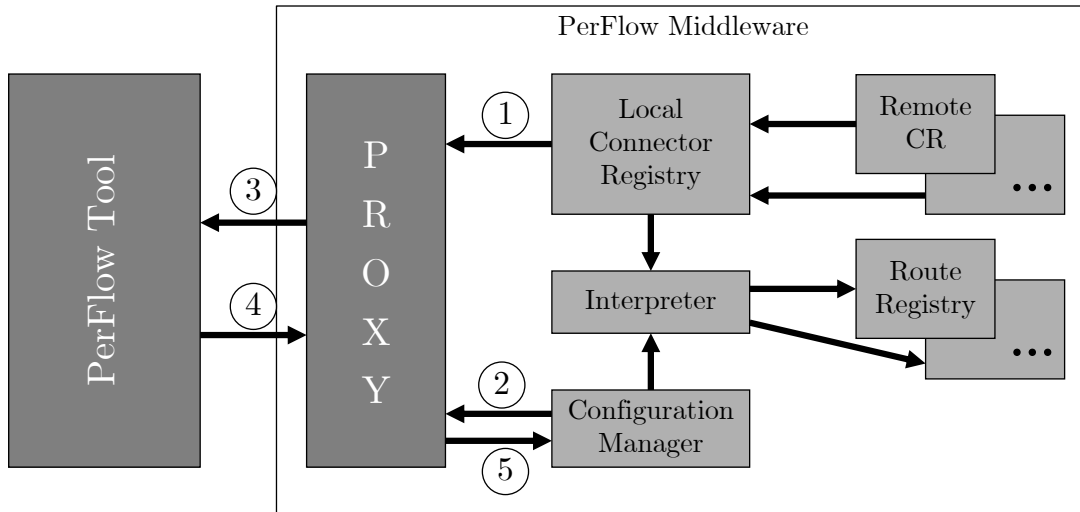 PerFlow Middleware
PerFlow Tool
3
4
P
R
O
X
Y
1
2
5
Local
Connector
Registry
Remote
CR
...
Interpreter
Route
Registry
...
Configuration
Manager